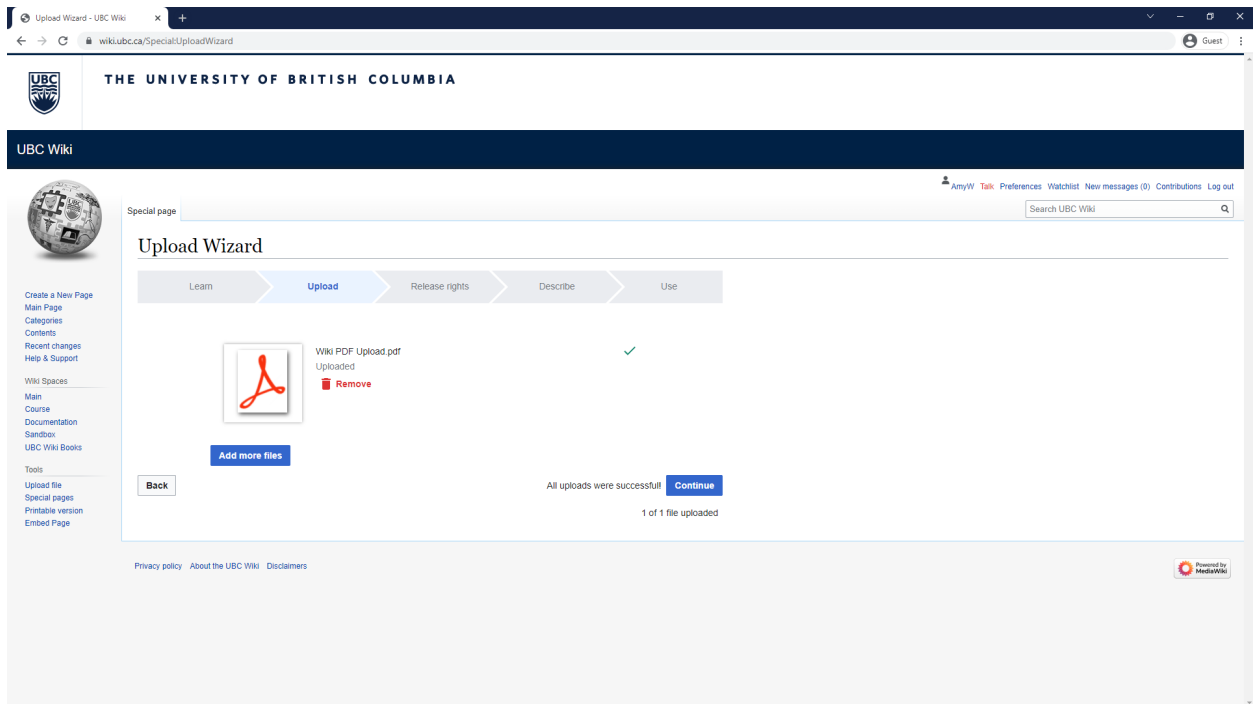 Upload Wizard - UBC Wiki
wiki.ubc.ca/Special:UploadWizard
Guest
UBC
THE UNIVERSITY OF BRITISH COLUMBIA
UBC Wiki
AmyW Talk Preferences Watchlist New messages (0) Contributions Log out
Special page
Search UBC Wiki
Upload Wizard
Learn Upload Release rights Describe Use
Create a New Page
Main Page
Categories
Contents
Recent changes
Help & Support
Wiki Spaces
Main
Course
Documentation
Sandbox
UBC Wiki Books
Tools
Upload file
Special pages
Printable version
Embed Page
Wiki PDF Upload.pdf
Uploaded
Remove
Add more files
Back
All uploads were successful! Continue
1 of 1 file uploaded
Privacy policy About the UBC Wiki Disclaimers
Powered by
MediaWiki